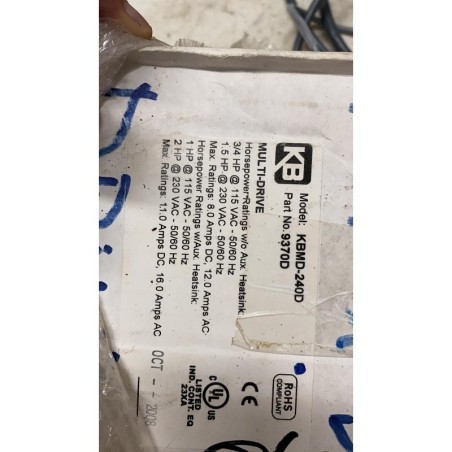 KB
Model: KBMD-240D
Part No. 9370D
MULTI-DRIVE
Horsepower Ratings w/o Aux. Heatsink:
3/4 HP @ 115 VAC - 50/60 Hz
1.5 HP @ 230 VAC - 50/60 Hz
Max. Ratings: 8.0 Amps DC, 12.0 Amps AC
Horsepower Ratings w/Aux. Heatsink:
1 HP @ 115 VAC - 50/60 Hz
2 HP @ 230 VAC - 50/60 Hz
Max. Ratings: 11.0 Amps DC, 16.0 Amps AC
OCT - - 2008
RoHS
COMPLIANT
CE
C UL US
LISTED
IND. CONT. EQ
23XA